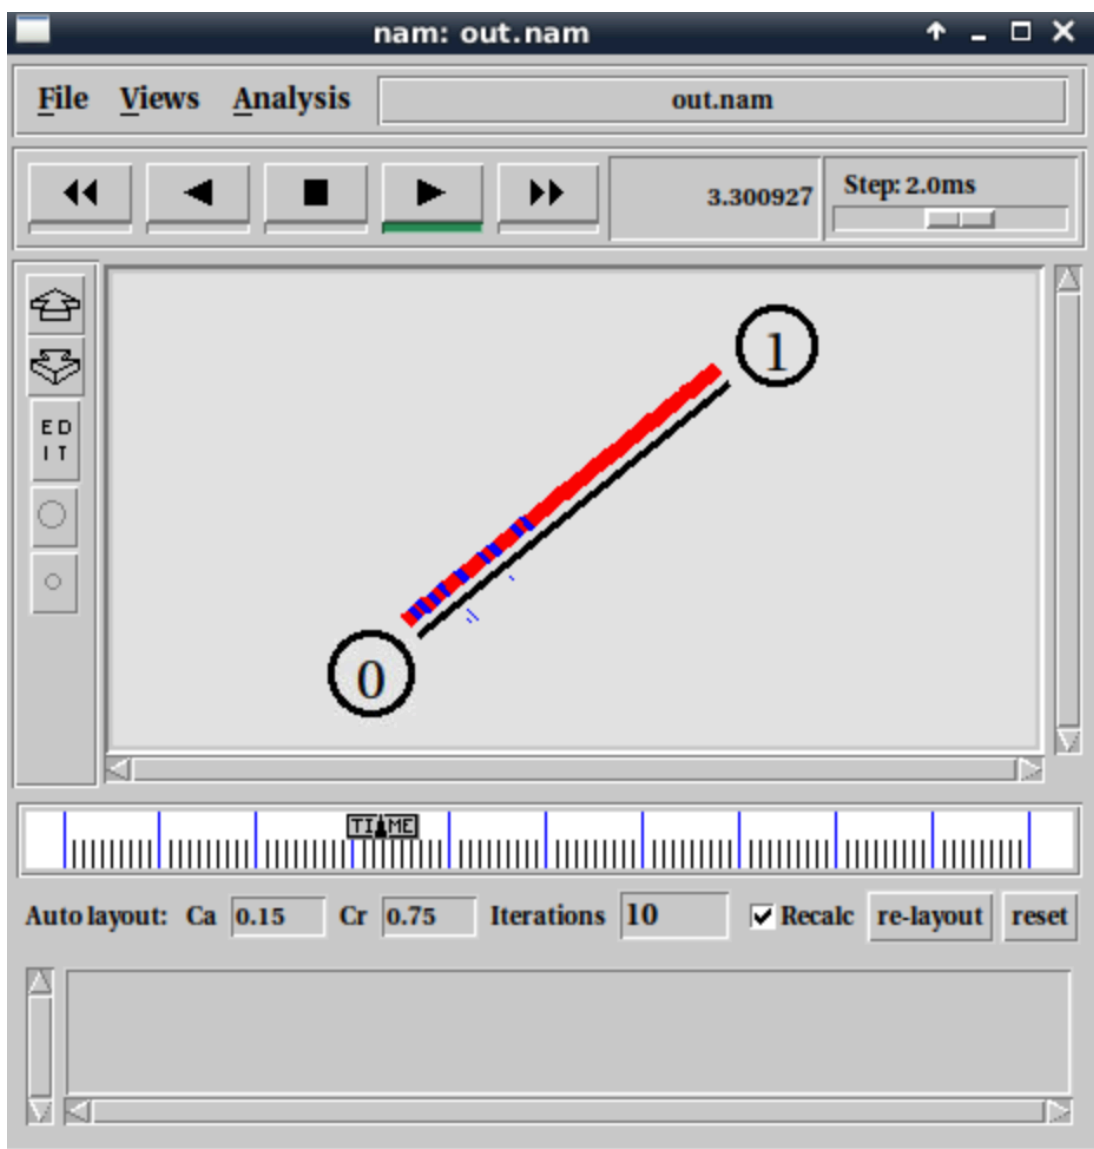 nam: out.nam
File Views Analysis out.nam
3.300927 Step: 2.0ms
1
ED
IT
0
TIME
Auto layout: Ca 0.15 Cr 0.75 Iterations 10 Recalc re-layout reset